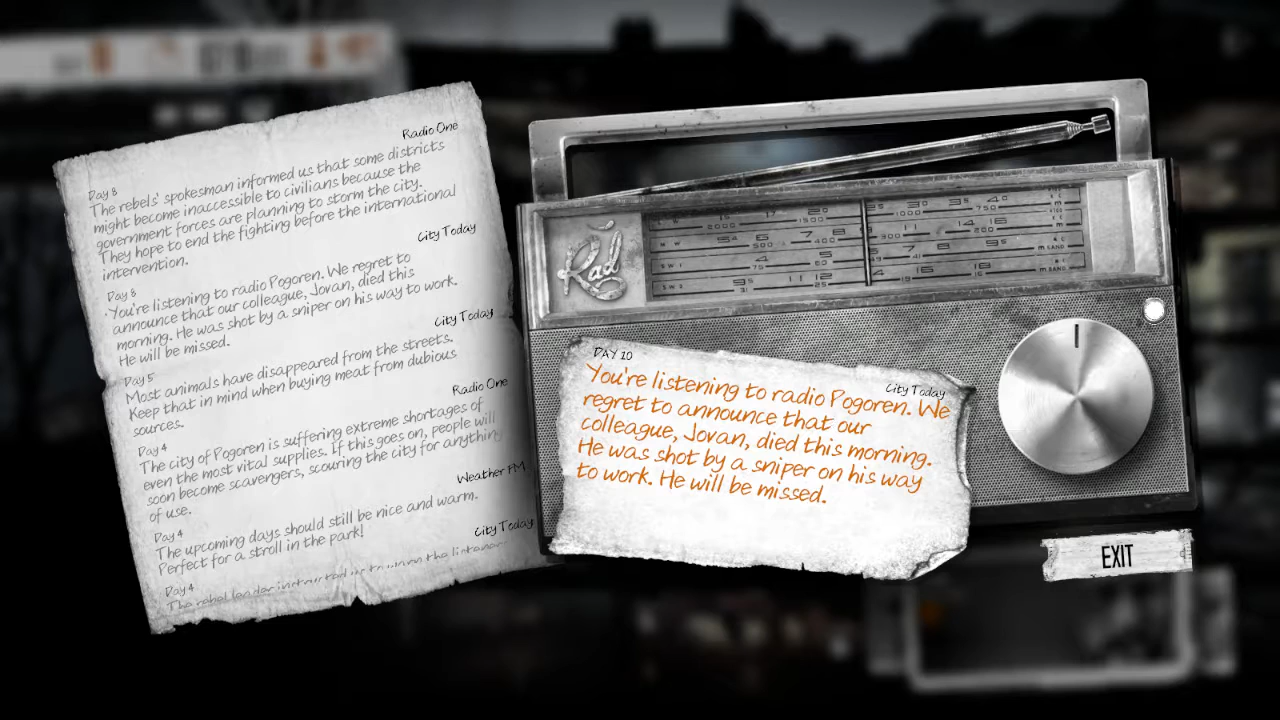 Radio One
Day 8
The rebels' spokesman informed us that some districts
might become inaccessible to civilians because the
government forces are planning to storm the city.
They hope to end the fighting before the international
intervention.
City Today
Day 8
You're listening to radio Pogoren. We regret to
announce that our colleague, Jovan, died this
morning. He was shot by a sniper on his way to work.
He will be missed.
City Today
Day 5
Most animals have disappeared from the streets.
Keep that in mind when buying meat from dubious
sources.
Radio One
Day 4
The city of Pogoren is suffering extreme shortages of
even the most vital supplies. If this goes on, people will
soon become scavengers, scouring the city for anything
of use.
Weather FM
Day 4
The upcoming days should still be nice and warm.
Perfect for a stroll in the park!
City Today
Day 4
The rebel leader
Rad
DAY 10
City Today
You're listening to radio Pogoren. We
regret to announce that our
colleague, Jovan, died this morning.
He was shot by a sniper on his way
to work. He will be missed.
EXIT